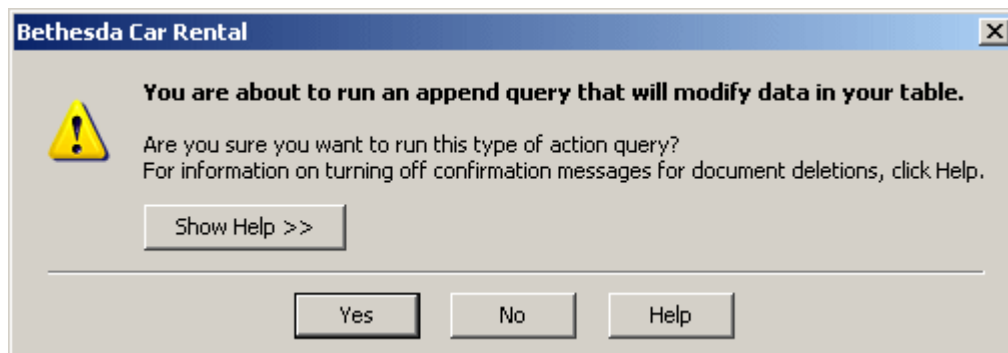 Bethesda Car Rental
You are about to run an append query that will modify data in your table.
Are you sure you want to run this type of action query?
For information on turning off confirmation messages for document deletions, click Help.
Show Help >>
Yes No Help